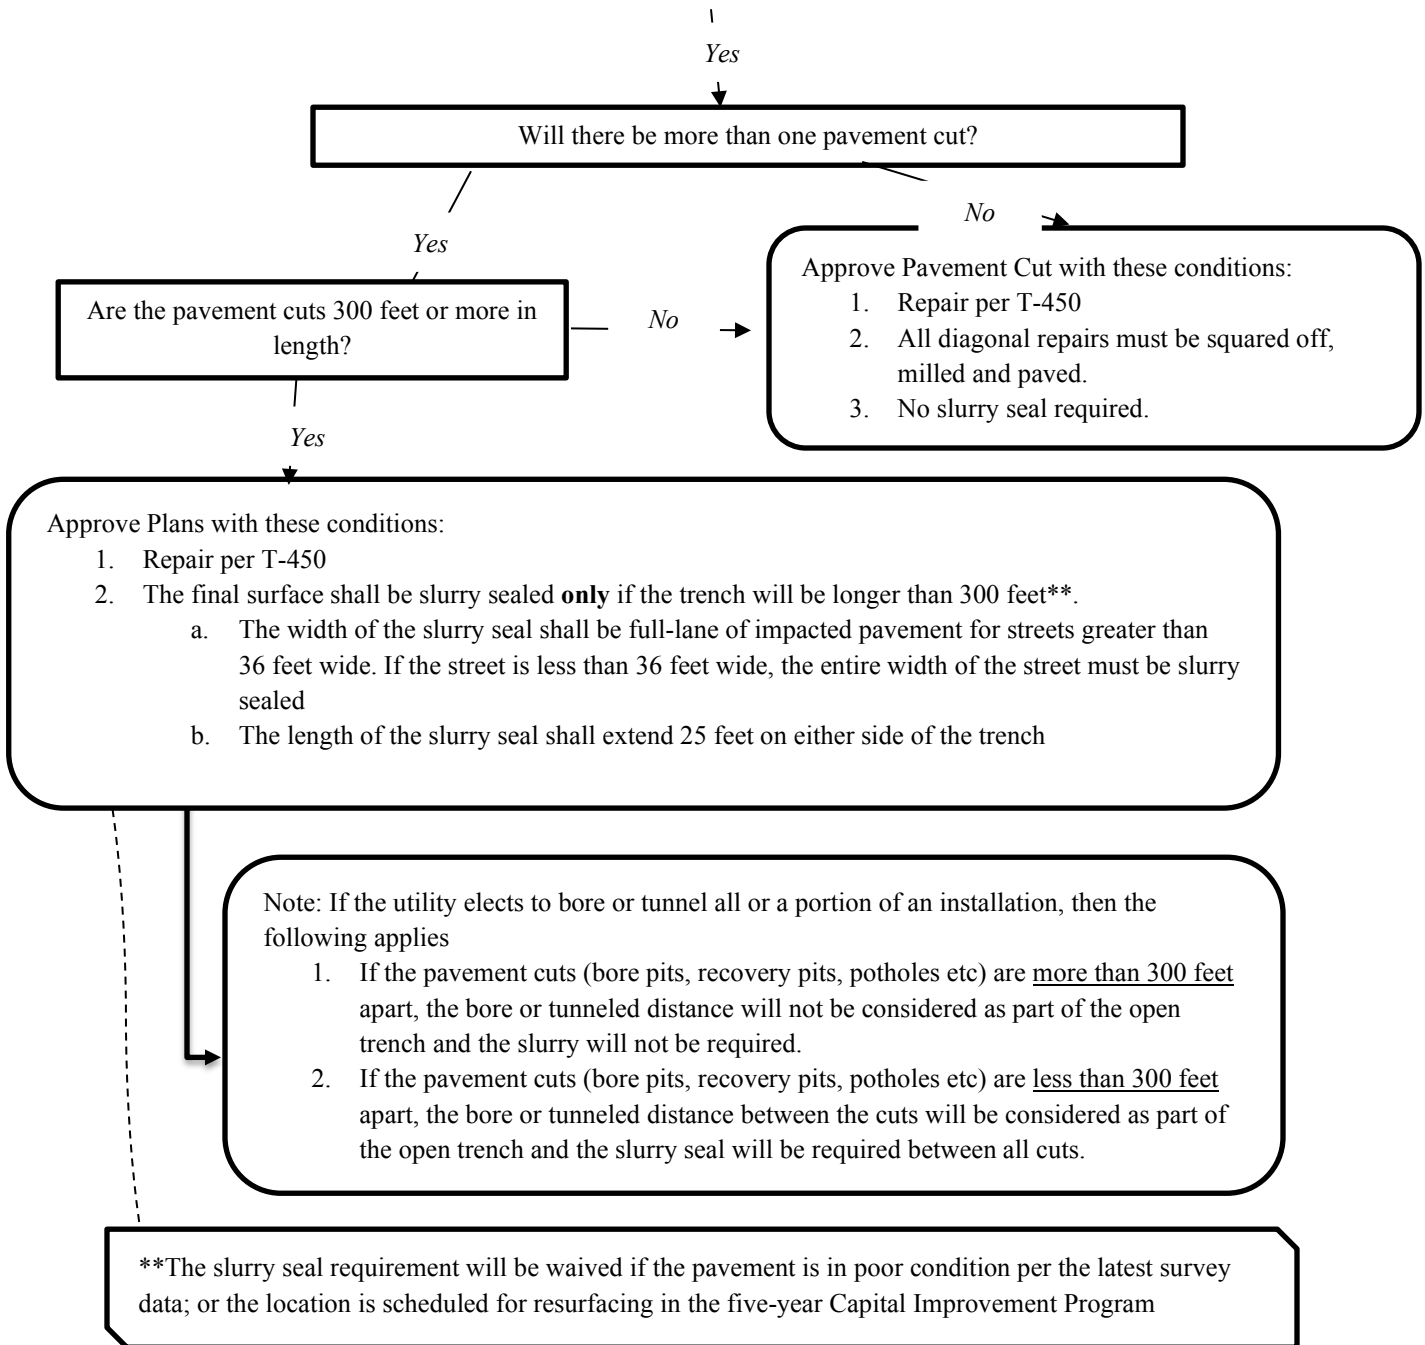 Yes
Will there be more than one pavement cut?
No
Yes
Approve Pavement Cut with these conditions:
1. Repair per T-450
2. All diagonal repairs must be squared off,
milled and paved.
3. No slurry seal required.
Are the pavement cuts 300 feet or more in
length?
No
Yes
Approve Plans with these conditions:
1. Repair per T-450
2. The final surface shall be slurry sealed only if the trench will be longer than 300 feet**.
a. The width of the slurry seal shall be full-lane of impacted pavement for streets greater than
36 feet wide. If the street is less than 36 feet wide, the entire width of the street must be slurry
sealed
b. The length of the slurry seal shall extend 25 feet on either side of the trench
Note: If the utility elects to bore or tunnel all or a portion of an installation, then the
following applies
1. If the pavement cuts (bore pits, recovery pits, potholes etc) are more than 300 feet
apart, the bore or tunneled distance will not be considered as part of the open
trench and the slurry will not be required.
2. If the pavement cuts (bore pits, recovery pits, potholes etc) are less than 300 feet
apart, the bore or tunneled distance between the cuts will be considered as part of
the open trench and the slurry seal will be required between all cuts.
**The slurry seal requirement will be waived if the pavement is in poor condition per the latest survey
data; or the location is scheduled for resurfacing in the five-year Capital Improvement Program